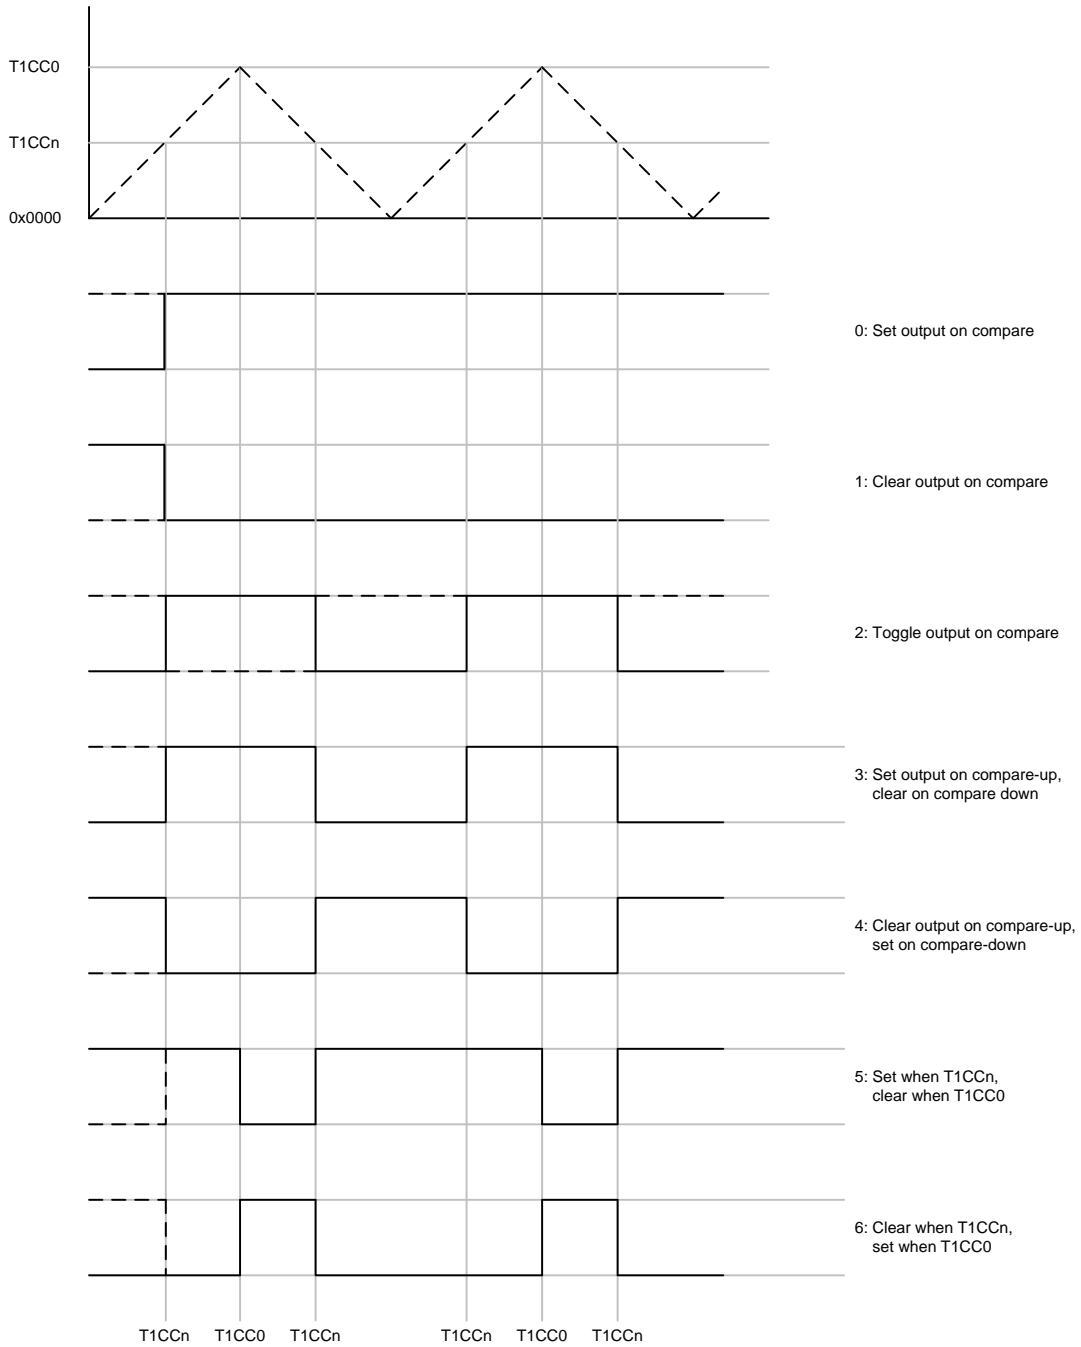 T1CC0
T1CCn
0x0000
0: Set output on compare
1: Clear output on compare
2: Toggle output on compare
3: Set output on compare-up,
clear on compare down
4: Clear output on compare-up,
set on compare-down
5: Set when T1CCn,
clear when T1CC0
6: Clear when T1CCn,
set when T1CC0
T1CCn T1CC0 T1CCn T1CCn T1CC0 T1CCn